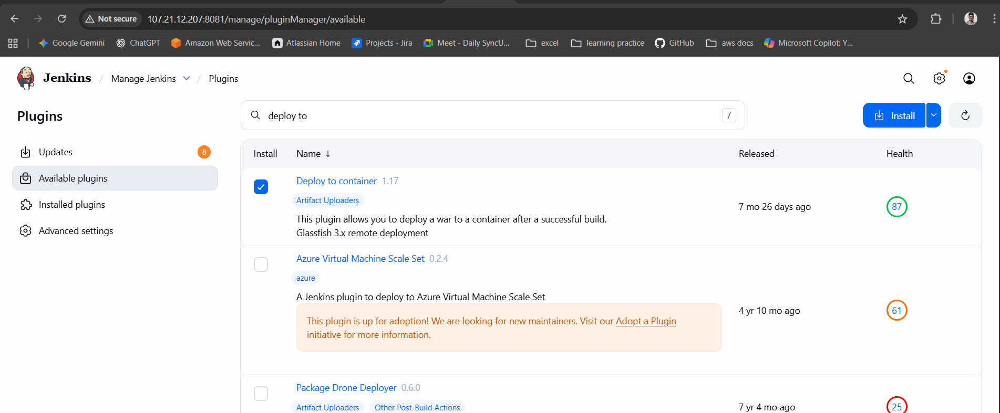 Not secure
107.21.12.207:8081/manage/pluginManager/available
Google Gemini
ChatGPT
Amazon Web Servic...
Atlassian Home
Projects - Jira
Meet - Daily SyncU...
excel
learning practice
GitHub
aws docs
Microsoft Copilot: Y...
Jenkins / Manage Jenkins / Plugins
Plugins
deploy to
/
Install
Updates
8
Available plugins
Installed plugins
Advanced settings
Install
Name ↓
Released
Health
Deploy to container 1.17
Artifact Uploaders
This plugin allows you to deploy a war to a container after a successful build.
Glassfish 3.x remote deployment
7 mo 26 days ago
87
Azure Virtual Machine Scale Set 0.2.4
azure
A Jenkins plugin to deploy to Azure Virtual Machine Scale Set
This plugin is up for adoption! We are looking for new maintainers. Visit our Adopt a Plugin
initiative for more information.
4 yr 10 mo ago
61
Package Drone Deployer 0.6.0
Artifact Uploaders
Other Post-Build Actions
7 yr 4 mo ago
25